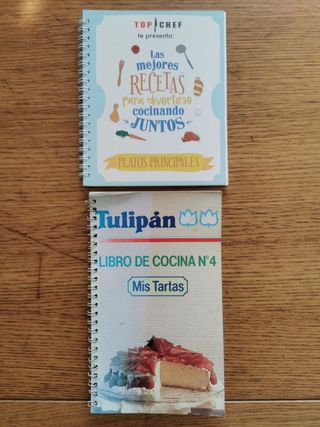 TOP CHEF
te presenta:
Las
mejores
RECETAS
para divertirse
cocinando
JUNTOS
PLATOS PRINCIPALES
Tulipán
LIBRO DE COCINA Nº4
Mis Tartas